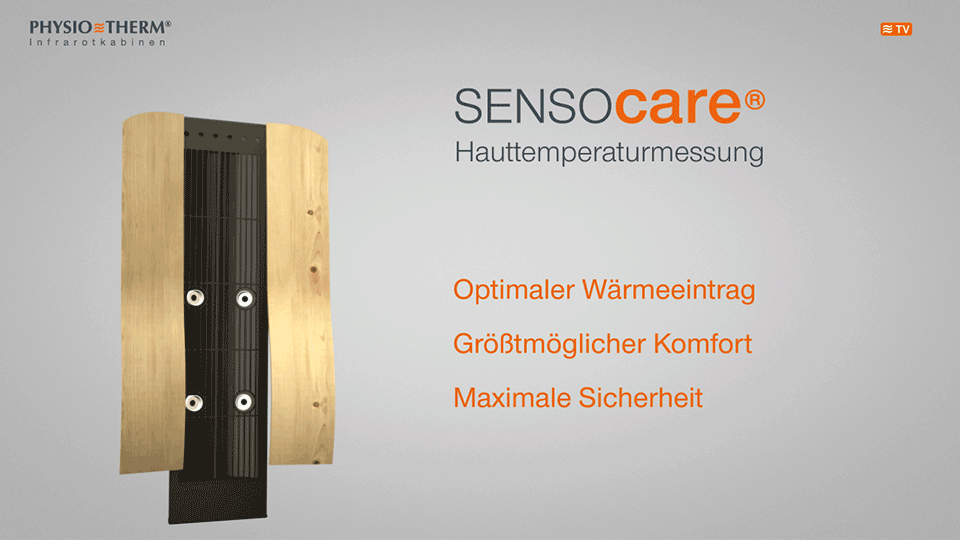 PHYSIO≋THERM®
Infrarotkabinen
TV
SENSOcare®
Hauttemperaturmessung
Optimaler Wärmeeintrag
Größtmöglicher Komfort
Maximale Sicherheit